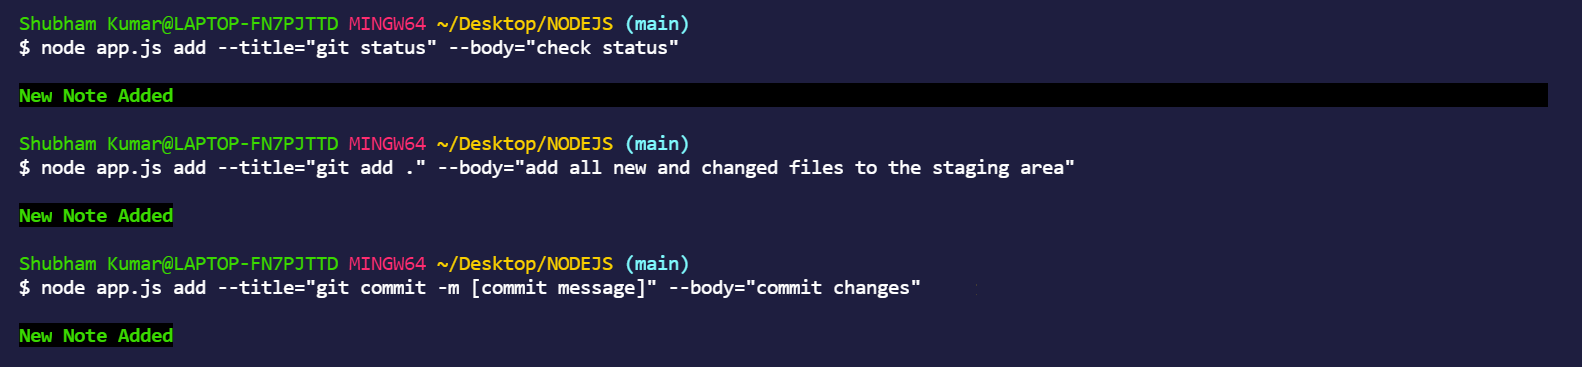 Shubham Kumar@LAPTOP-FN7PJTTD MINGW64 ~/Desktop/NODEJS (main)
$ node app.js add --title="git status" --body="check status"
New Note Added
Shubham Kumar@LAPTOP-FN7PJTTD MINGW64 ~/Desktop/NODEJS (main)
$ node app.js add --title="git add ." --body="add all new and changed files to the staging area"
New Note Added
Shubham Kumar@LAPTOP-FN7PJTTD MINGW64 ~/Desktop/NODEJS (main)
$ node app.js add --title="git commit -m [commit message]" --body="commit changes"
New Note Added